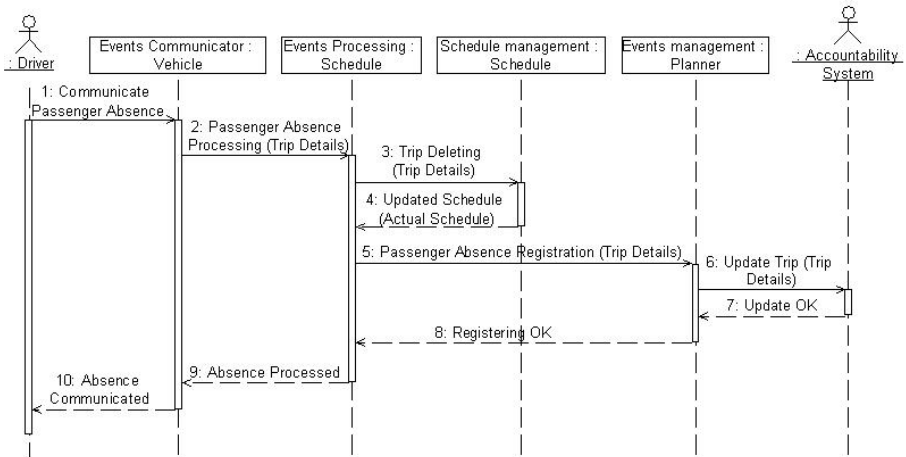 : Driver
Events Communicator :
Vehicle
Events Processing :
Schedule
Schedule management :
Schedule
Events management :
Planner
: Accountability
System
1: Communicate
Passenger Absence
2: Passenger Absence
Processing (Trip Details)
3: Trip Deleting
(Trip Details)
4: Updated Schedule
(Actual Schedule)
5: Passenger Absence Registration (Trip Details)
6: Update Trip (Trip
Details)
7: Update OK
8: Registering OK
9: Absence Processed
10: Absence
Communicated